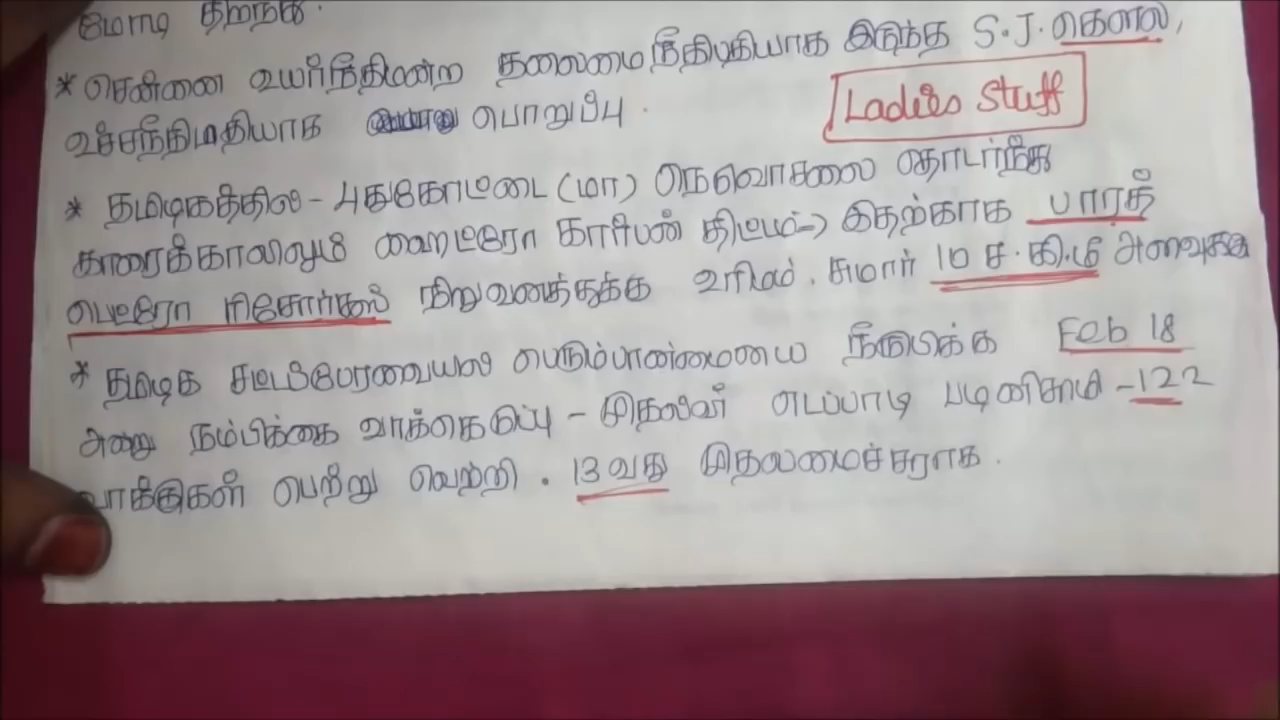 மோடி திறந்த.
* சென்னை உயர்நீதிமன்ற தலைமை நீதிபதியாக இருந்த S.J.கௌல்,
உச்சநீதிபதியாக பொறுப்பு.
Ladies Stuff
* தமிழகத்தில் - புதுகோட்டை (மா) நெடுவாசலை தொடர்ந்து
காரைக்காலிலும் ஹைட்ரோ கார்பன் திட்டம் → இதற்காக பாரத்
பெட்ரோ ரிசோர்சஸ் நிறுவனத்துக்கு உரிமம். சுமார் 10 ச.கி.மீ அளவுக்கு
* தமிழக சட்டப்பேரவையில் பெரும்பான்மையை நிரூபிக்க Feb 18
அன்று நம்பிக்கை வாக்கெடுப்பு - முதல்வர் எடப்பாடி பழனிசாமி - 122
வாக்குகள் பெற்று வெற்றி. 13 வது முதலமைச்சராக.